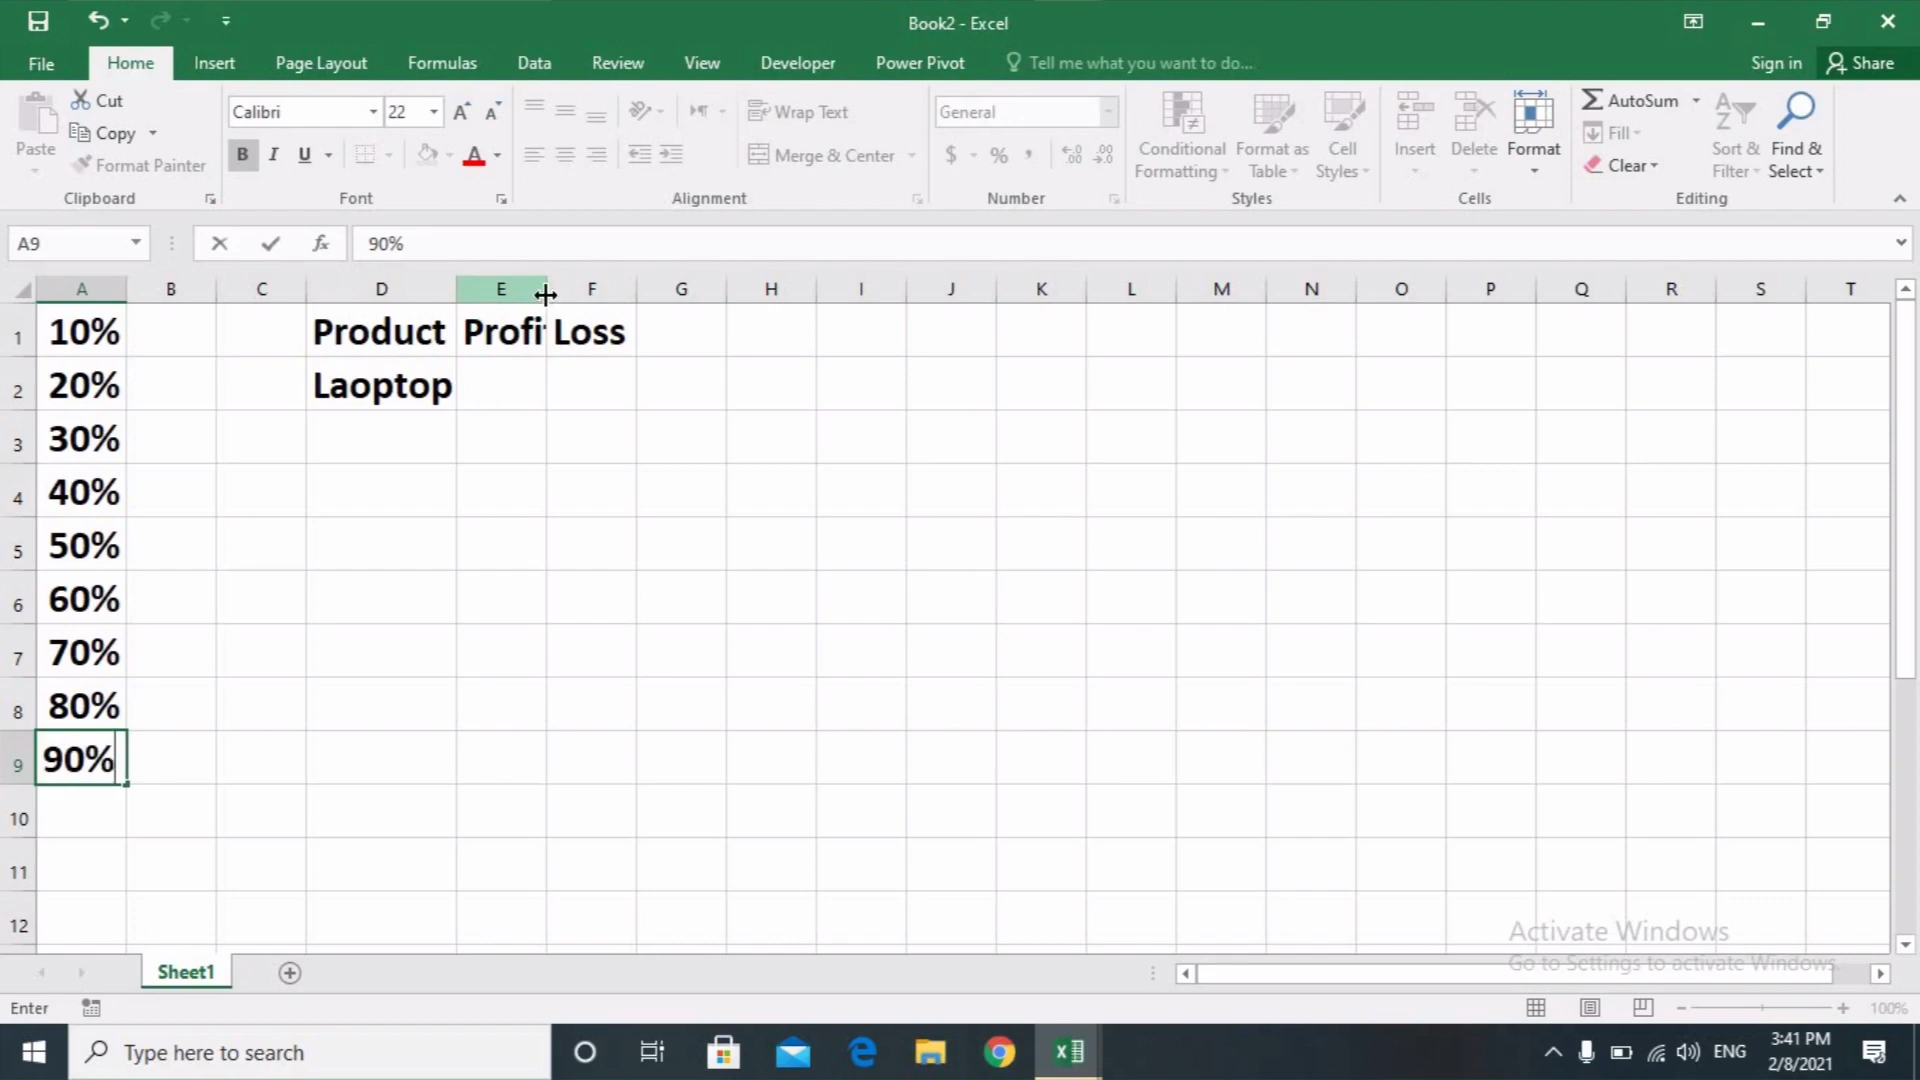 Book2 - Excel
File Home Insert Page Layout Formulas Data Review View Developer Power Pivot Tell me what you want to do... Sign in Share
Paste
Cut
Copy
Format Painter
Clipboard
Calibri 22 A A
B I U A
Font
Wrap Text
Merge & Center
Alignment
General
$ % ,
Number
Conditional Formatting
Format as Table
Cell Styles
Styles
Insert Delete Format
Cells
AutoSum
Fill
Clear
Sort & Filter
Find & Select
Editing
A9 fx 90%
A B C D E F G H I J K L M N O P Q R S T
1 10% Product Profi Loss
2 20% Laoptop
3 30%
4 40%
5 50%
6 60%
7 70%
8 80%
9 90%
10
11
12
Activate Windows
Go to Settings to activate Windows.
Sheet1
Enter 100%
Type here to search ENG 3:41 PM
2/8/2021